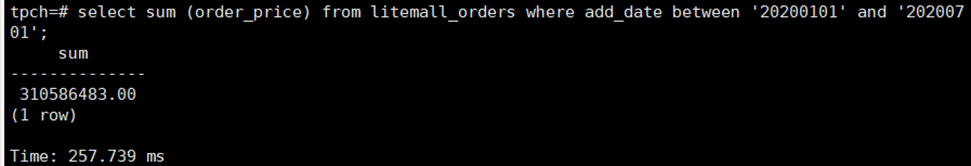 tpch=# select sum (order_price) from litemall_orders where add_date between '20200101' and '202007
01';
sum
--------------
310586483.00
(1 row)
Time: 257.739 ms